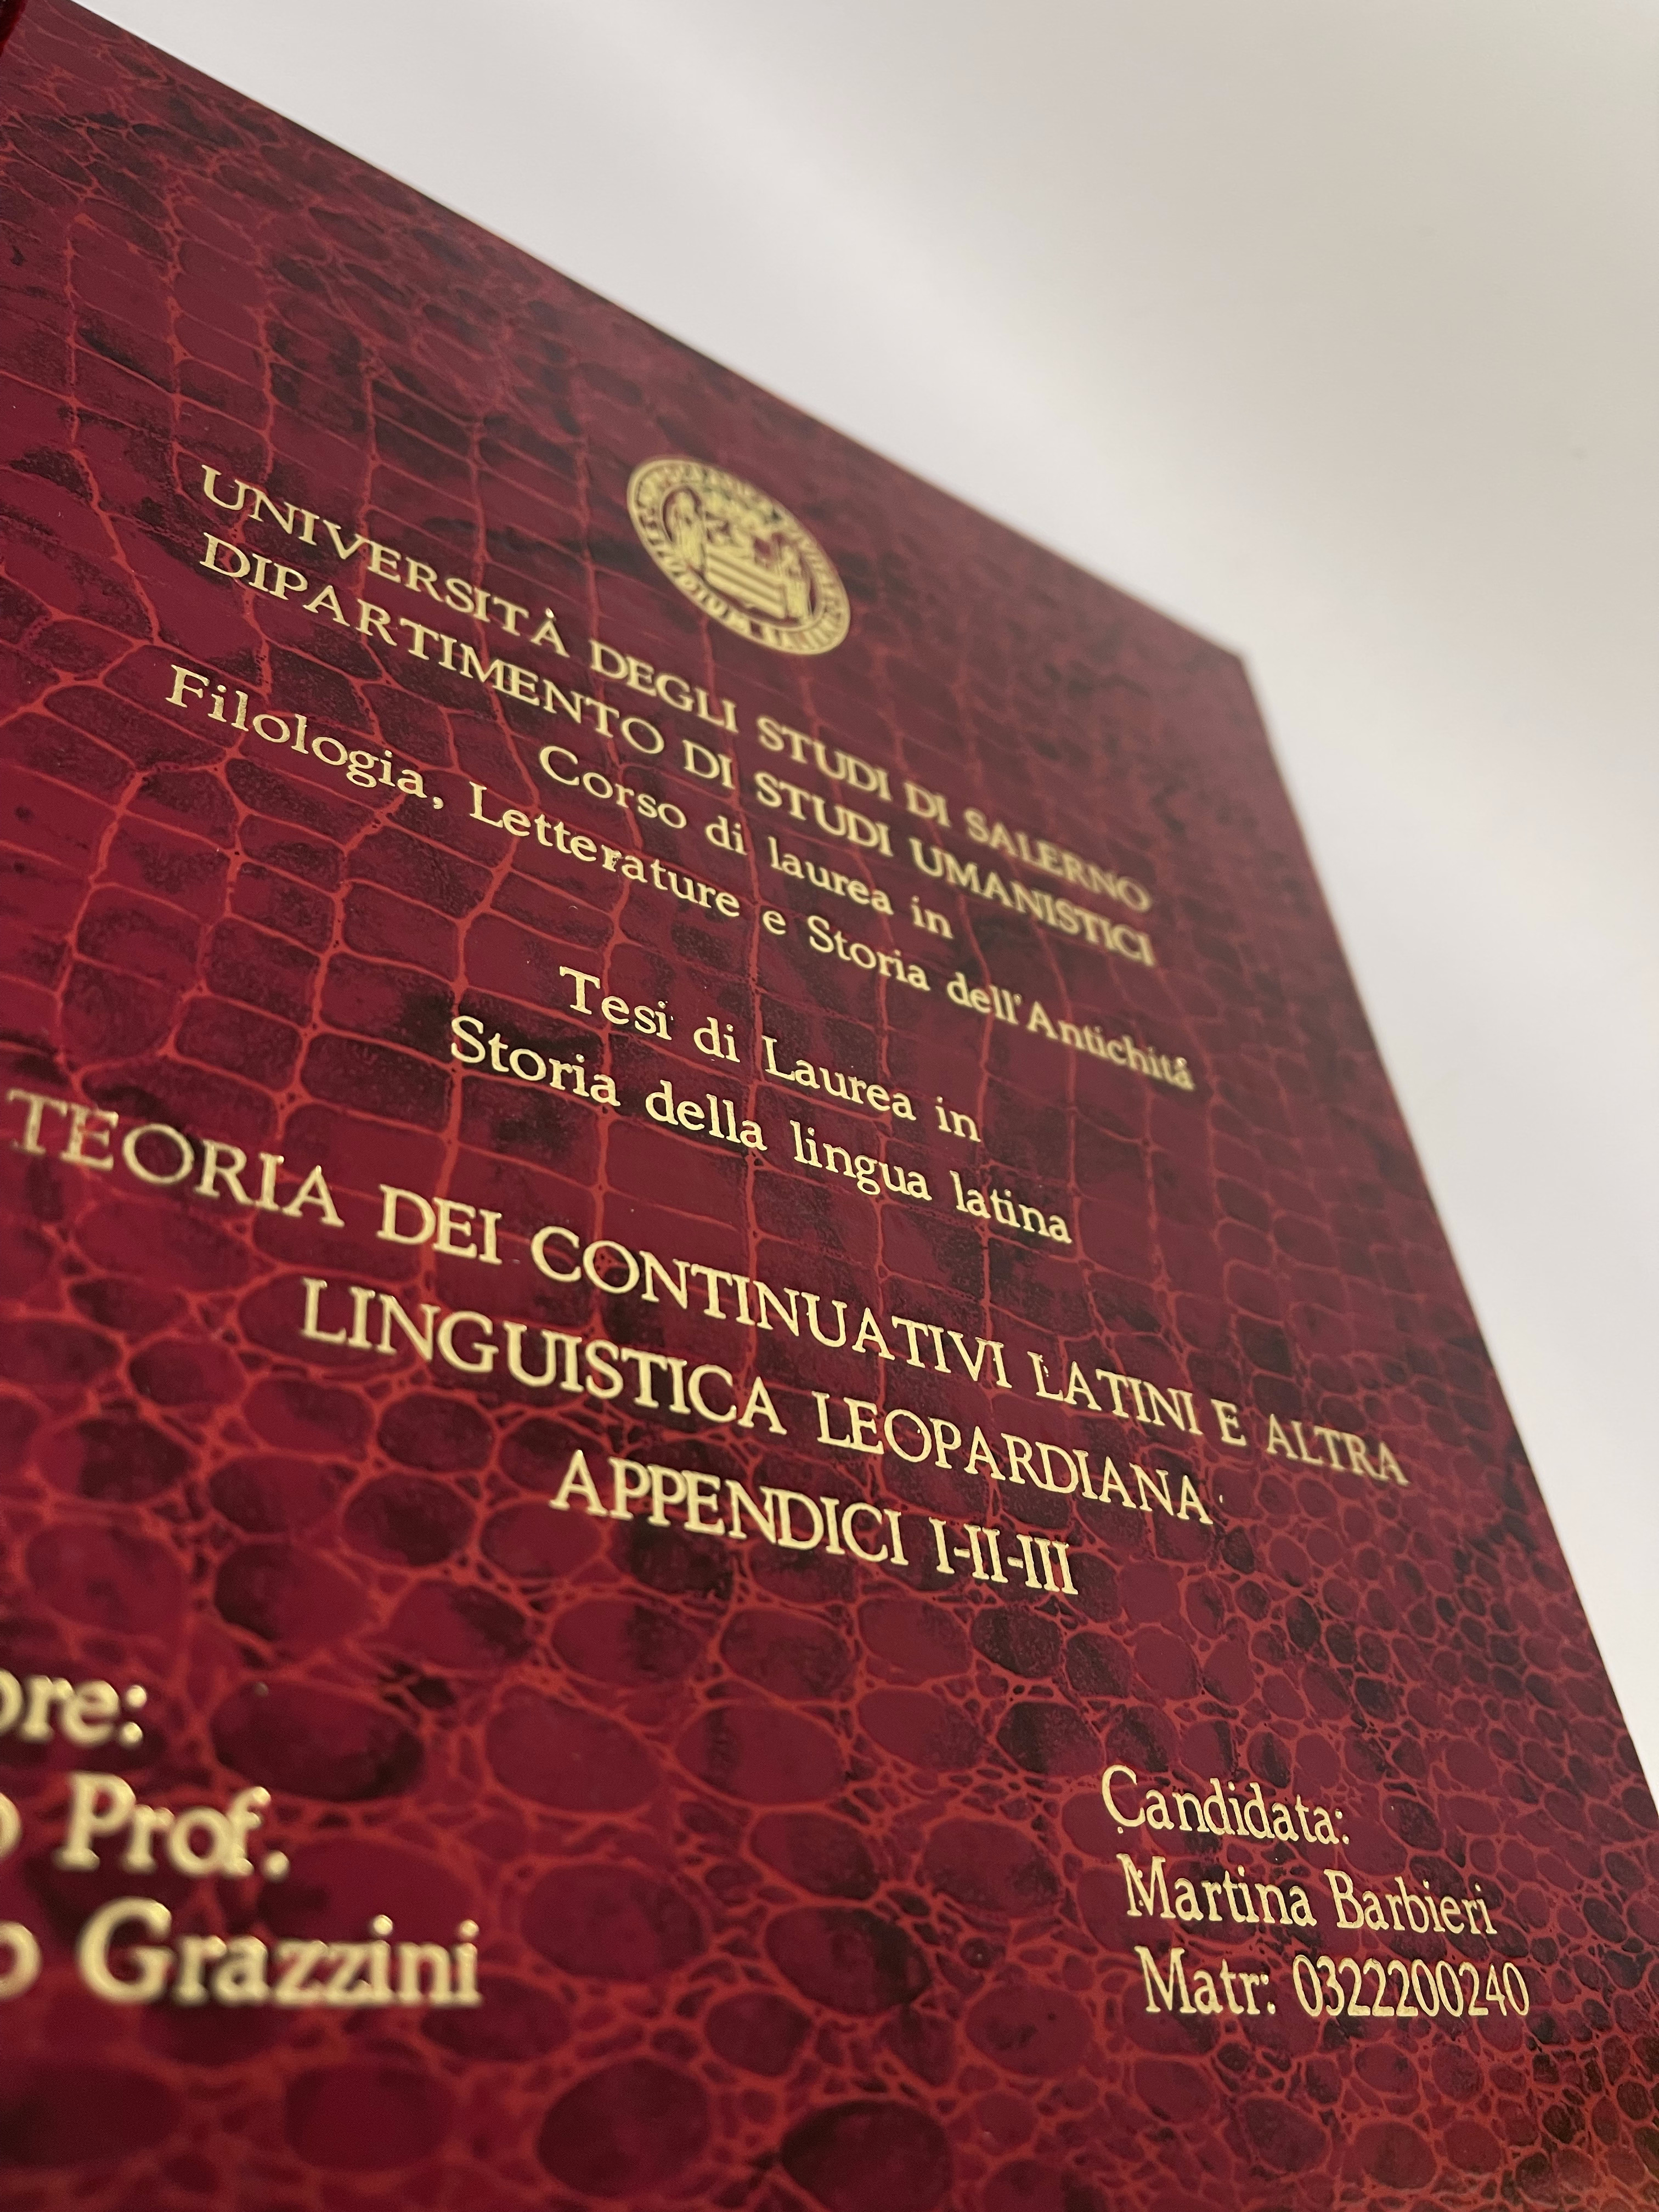 UNIVERSITÀ DEGLI STUDI DI SALERNO
DIPARTIMENTO DI STUDI UMANISTICI
Corso di laurea in
Filologia, Letterature e Storia dell'Antichitá
Tesi di Laurea in
Storia della lingua latina
TEORIA DEI CONTINUATIVI LATINI E ALTRA
LINGUISTICA LEOPARDIANA
APPENDICI I-II-III
Prof.
Grazzini
Candidata:
Martina Barbieri
Matr: 0322200240